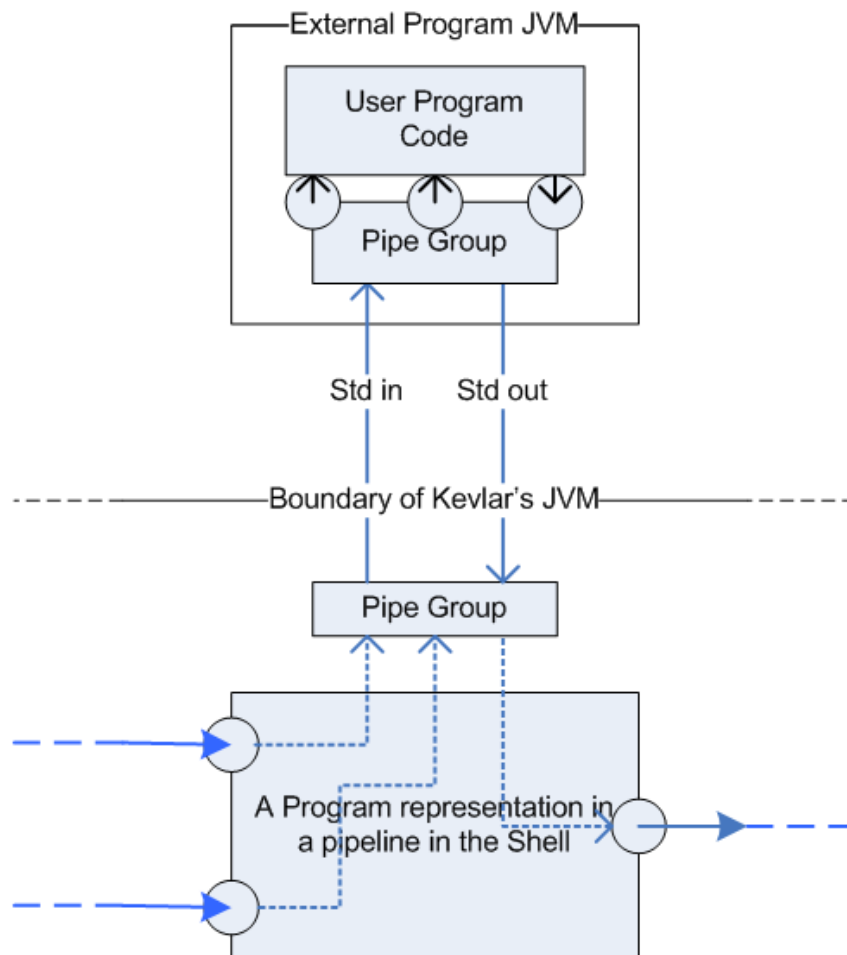 External Program JVM
User Program
Code
Pipe Group
Std in
Std out
Boundary of Kevlar's JVM
Pipe Group
A Program representation in
a pipeline in the Shell